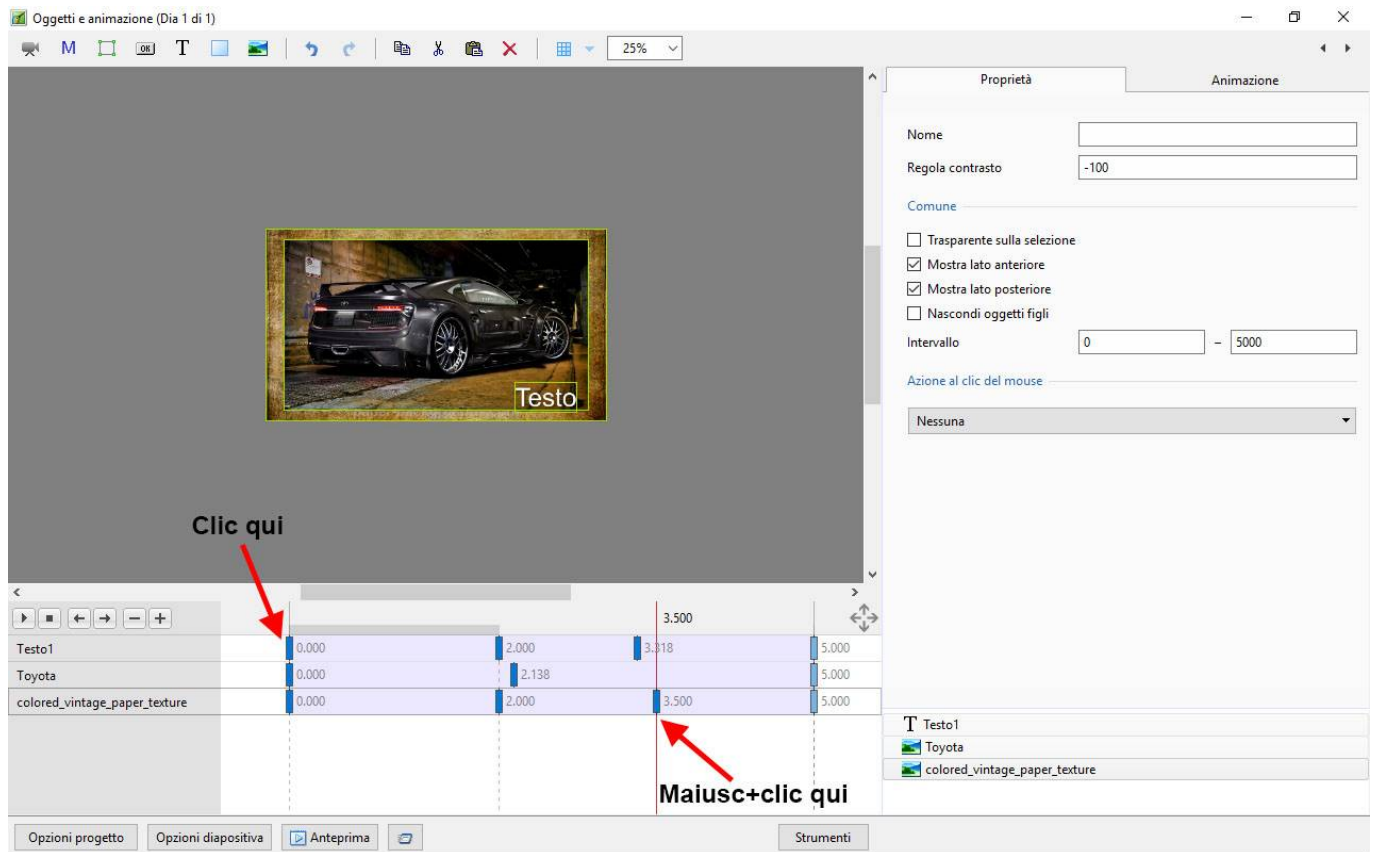 Oggetti e animazione (Dia 1 di 1)
M OK T 25%
Proprietà Animazione
Nome
Regola contrasto -100
Comune
Trasparente sulla selezione
Mostra lato anteriore
Mostra lato posteriore
Nascondi oggetti figli
Intervallo 0 – 5000
Azione al clic del mouse
Nessuna
Testo
Clic qui
3.500
Testo1 0.000 2.000 3.318 5.000
Toyota 0.000 2.138 5.000
colored_vintage_paper_texture 0.000 2.000 3.500 5.000
Maiusc+clic qui
T Testo1
Toyota
colored_vintage_paper_texture
Opzioni progetto Opzioni diapositiva Anteprima Strumenti